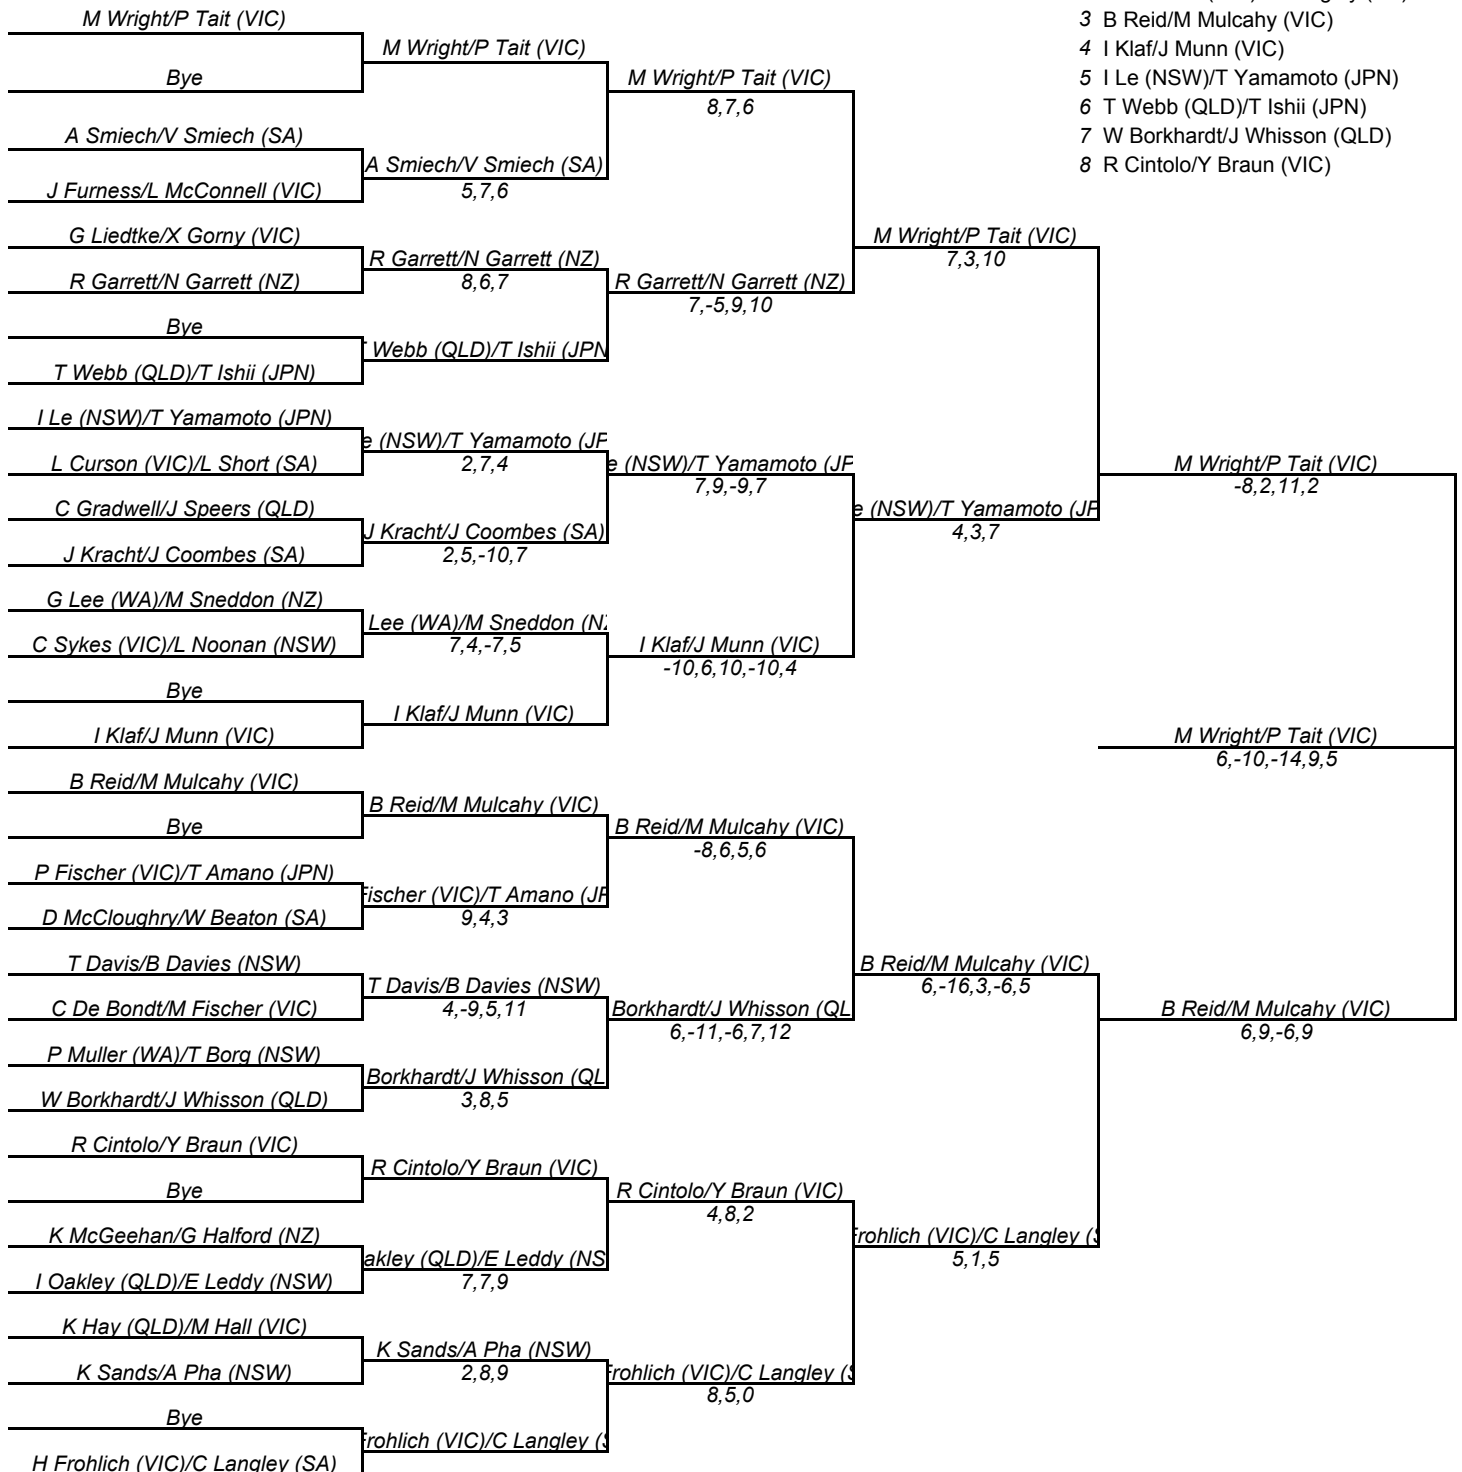 3 B Reid/M Mulcahy (VIC)
4 I Klaf/J Munn (VIC)
5 I Le (NSW)/T Yamamoto (JPN)
6 T Webb (QLD)/T Ishii (JPN)
7 W Borkhardt/J Whisson (QLD)
8 R Cintolo/Y Braun (VIC)
M Wright/P Tait (VIC)
Bye
A Smiech/V Smiech (SA)
J Furness/L McConnell (VIC)
G Liedtke/X Gorny (VIC)
R Garrett/N Garrett (NZ)
Bye
T Webb (QLD)/T Ishii (JPN)
I Le (NSW)/T Yamamoto (JPN)
L Curson (VIC)/L Short (SA)
C Gradwell/J Speers (QLD)
J Kracht/J Coombes (SA)
G Lee (WA)/M Sneddon (NZ)
C Sykes (VIC)/L Noonan (NSW)
Bye
I Klaf/J Munn (VIC)
B Reid/M Mulcahy (VIC)
Bye
P Fischer (VIC)/T Amano (JPN)
D McCloughry/W Beaton (SA)
T Davis/B Davies (NSW)
C De Bondt/M Fischer (VIC)
P Muller (WA)/T Borg (NSW)
W Borkhardt/J Whisson (QLD)
R Cintolo/Y Braun (VIC)
Bye
K McGeehan/G Halford (NZ)
I Oakley (QLD)/E Leddy (NSW)
K Hay (QLD)/M Hall (VIC)
K Sands/A Pha (NSW)
Bye
H Frohlich (VIC)/C Langley (SA)
M Wright/P Tait (VIC)
A Smiech/V Smiech (SA)
5,7,6
R Garrett/N Garrett (NZ)
8,6,7
Webb (QLD)/T Ishii (JPN
e (NSW)/T Yamamoto (JP
2,7,4
J Kracht/J Coombes (SA)
2,5,-10,7
Lee (WA)/M Sneddon (NZ
7,4,-7,5
I Klaf/J Munn (VIC)
B Reid/M Mulcahy (VIC)
Fischer (VIC)/T Amano (JP
9,4,3
T Davis/B Davies (NSW)
4,-9,5,11
Borkhardt/J Whisson (QL
3,8,5
R Cintolo/Y Braun (VIC)
akley (QLD)/E Leddy (NS
7,7,9
K Sands/A Pha (NSW)
2,8,9
Frohlich (VIC)/C Langley (S
M Wright/P Tait (VIC)
8,7,6
R Garrett/N Garrett (NZ)
7,-5,9,10
e (NSW)/T Yamamoto (JP
7,9,-9,7
I Klaf/J Munn (VIC)
-10,6,10,-10,4
B Reid/M Mulcahy (VIC)
-8,6,5,6
Borkhardt/J Whisson (QL
6,-11,-6,7,12
R Cintolo/Y Braun (VIC)
4,8,2
Frohlich (VIC)/C Langley (S
8,5,0
M Wright/P Tait (VIC)
7,3,10
e (NSW)/T Yamamoto (JP
4,3,7
B Reid/M Mulcahy (VIC)
6,-16,3,-6,5
Frohlich (VIC)/C Langley (S
5,1,5
M Wright/P Tait (VIC)
-8,2,11,2
M Wright/P Tait (VIC)
6,-10,-14,9,5
B Reid/M Mulcahy (VIC)
6,9,-6,9